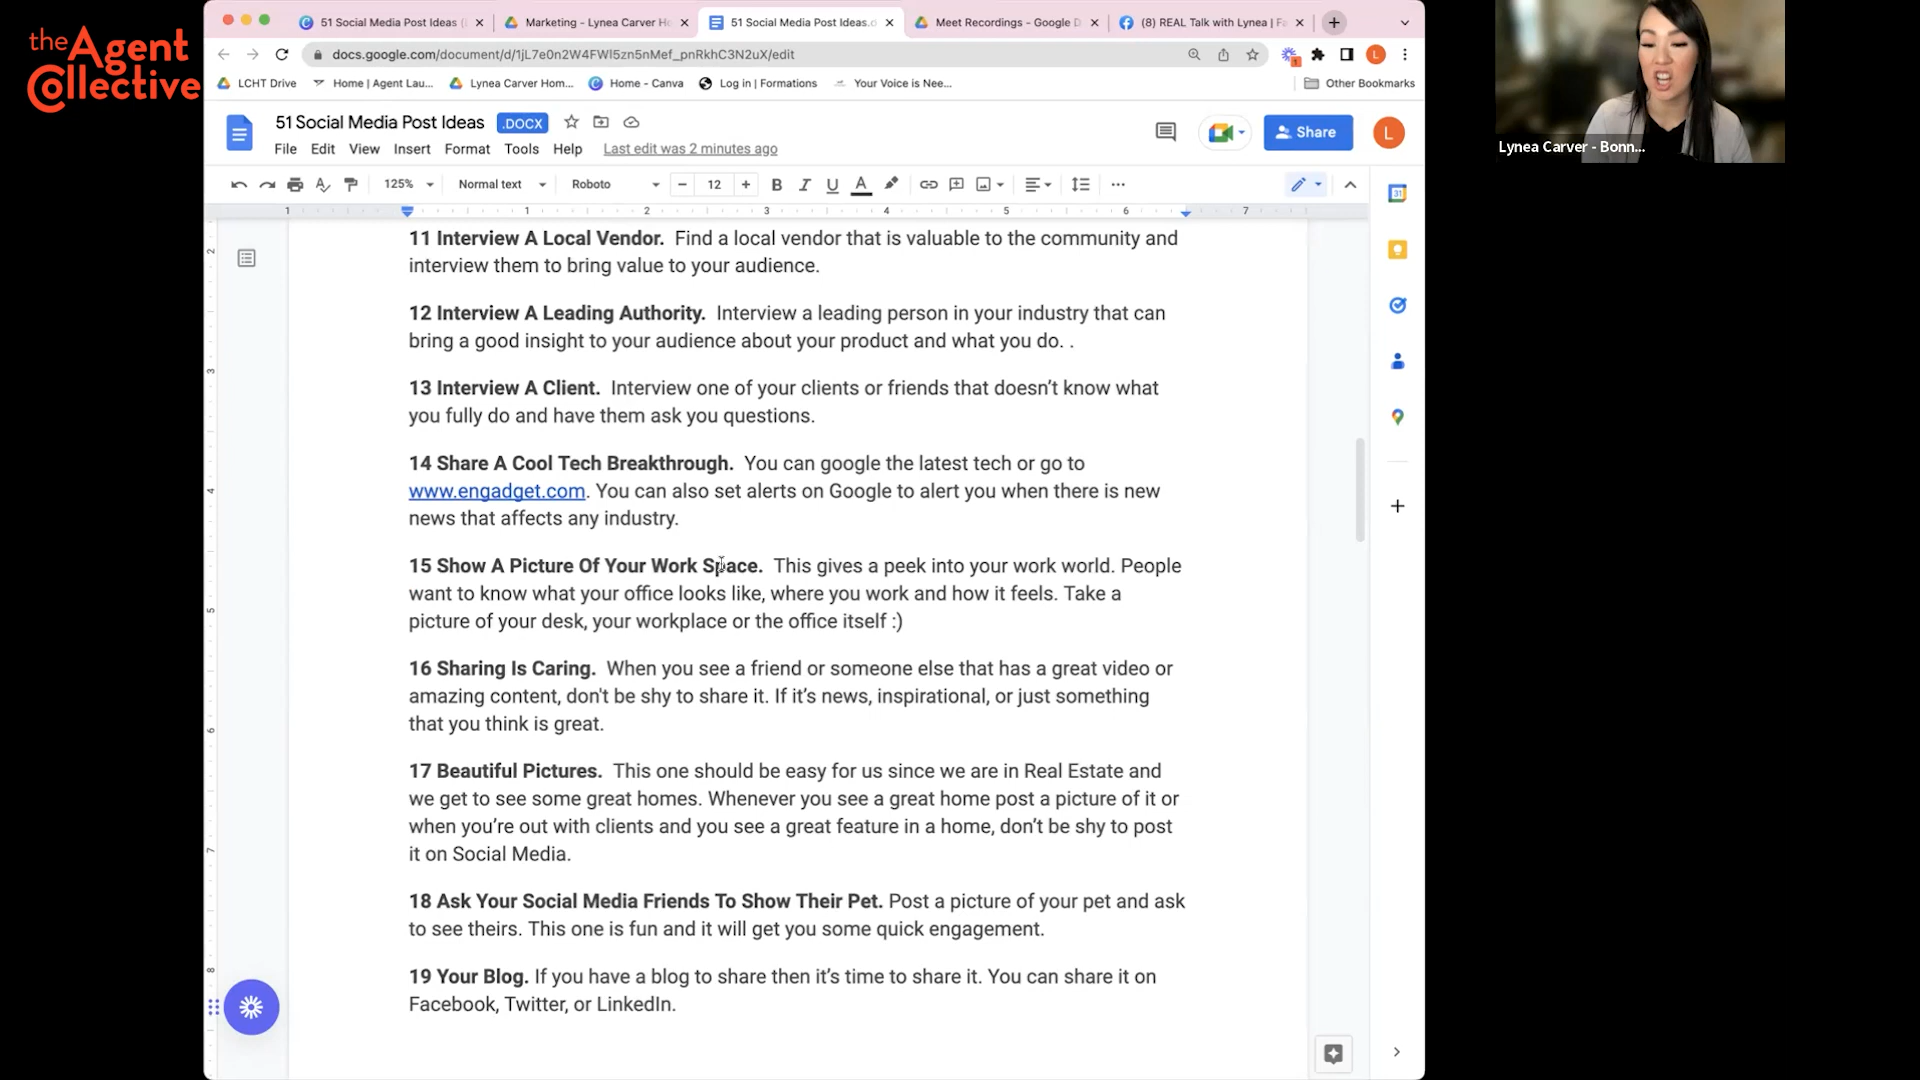 the
Agent
Collective
51 Social Media Post Ideas (
Marketing - Lynea Carver Ho
51 Social Media Post Ideas.d
Meet Recordings - Google D
(8) REAL Talk with Lynea | Fa
docs.google.com/document/d/1jL7e0n2W4FWl5zn5nMef_pnRkhC3N2uX/edit
LCHT Drive
Home | Agent Lau...
Lynea Carver Hom...
Home - Canva
Log in | Formations
Your Voice is Nee...
Other Bookmarks
51 Social Media Post Ideas .DOCX
File Edit View Insert Format Tools Help Last edit was 2 minutes ago
Share
L
125% Normal text Roboto 12
1 1 2 3 4 5 6 7
11 Interview A Local Vendor. Find a local vendor that is valuable to the community and
interview them to bring value to your audience.
12 Interview A Leading Authority. Interview a leading person in your industry that can
bring a good insight to your audience about your product and what you do. .
13 Interview A Client. Interview one of your clients or friends that doesn’t know what
you fully do and have them ask you questions.
14 Share A Cool Tech Breakthrough. You can google the latest tech or go to
www.engadget.com. You can also set alerts on Google to alert you when there is new
news that affects any industry.
15 Show A Picture Of Your Work Space. This gives a peek into your work world. People
want to know what your office looks like, where you work and how it feels. Take a
picture of your desk, your workplace or the office itself :)
16 Sharing Is Caring. When you see a friend or someone else that has a great video or
amazing content, don't be shy to share it. If it’s news, inspirational, or just something
that you think is great.
17 Beautiful Pictures. This one should be easy for us since we are in Real Estate and
we get to see some great homes. Whenever you see a great home post a picture of it or
when you’re out with clients and you see a great feature in a home, don’t be shy to post
it on Social Media.
18 Ask Your Social Media Friends To Show Their Pet. Post a picture of your pet and ask
to see theirs. This one is fun and it will get you some quick engagement.
19 Your Blog. If you have a blog to share then it’s time to share it. You can share it on
Facebook, Twitter, or LinkedIn.
Lynea Carver - Bonn...